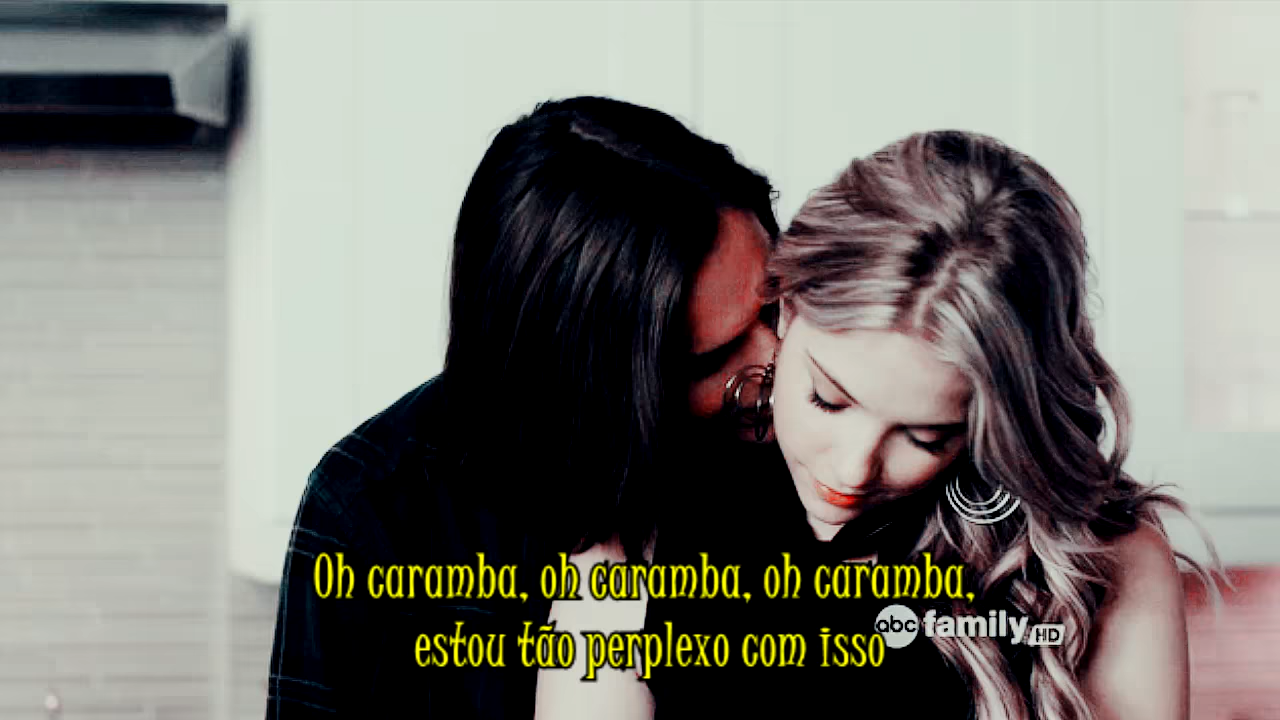 Oh caramba, oh caramba, oh caramba,
estou tão perplexo com isso
abc family HD